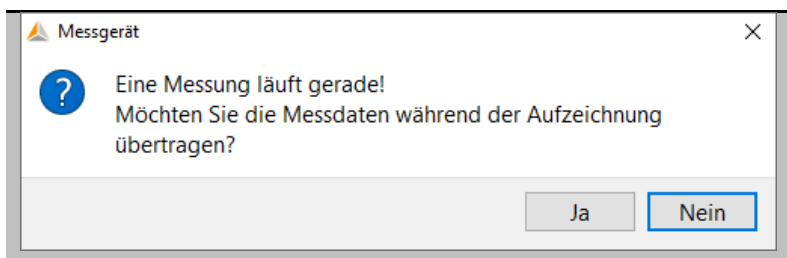 Messgerät
Eine Messung läuft gerade!
Möchten Sie die Messdaten während der Aufzeichnung
übertragen?
Ja Nein